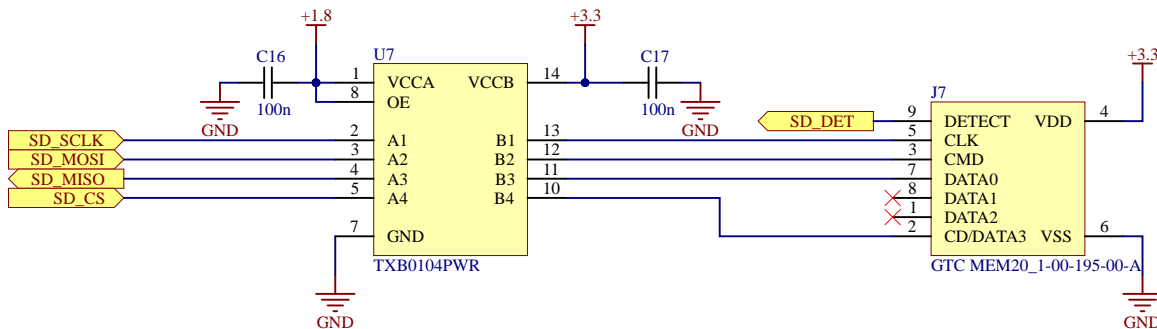 +1.8
+3.3
C16
U7
C17
+3.3
1
VCCA
VCCB
14
8
OE
J7
GND
100n
100n
GND
SD_DET
9
DETECT
VDD
4
SD_SCLK
2
A1
B1
13
5
CLK
SD_MOSI
3
A2
B2
12
3
CMD
SD_MISO
4
A3
B3
11
7
DATA0
SD_CS
5
A4
B4
10
8
DATA1
1
DATA2
7
GND
2
CD/DATA3
VSS
6
TXB0104PWR
GTC MEM20_1-00-195-00-A
GND
GND